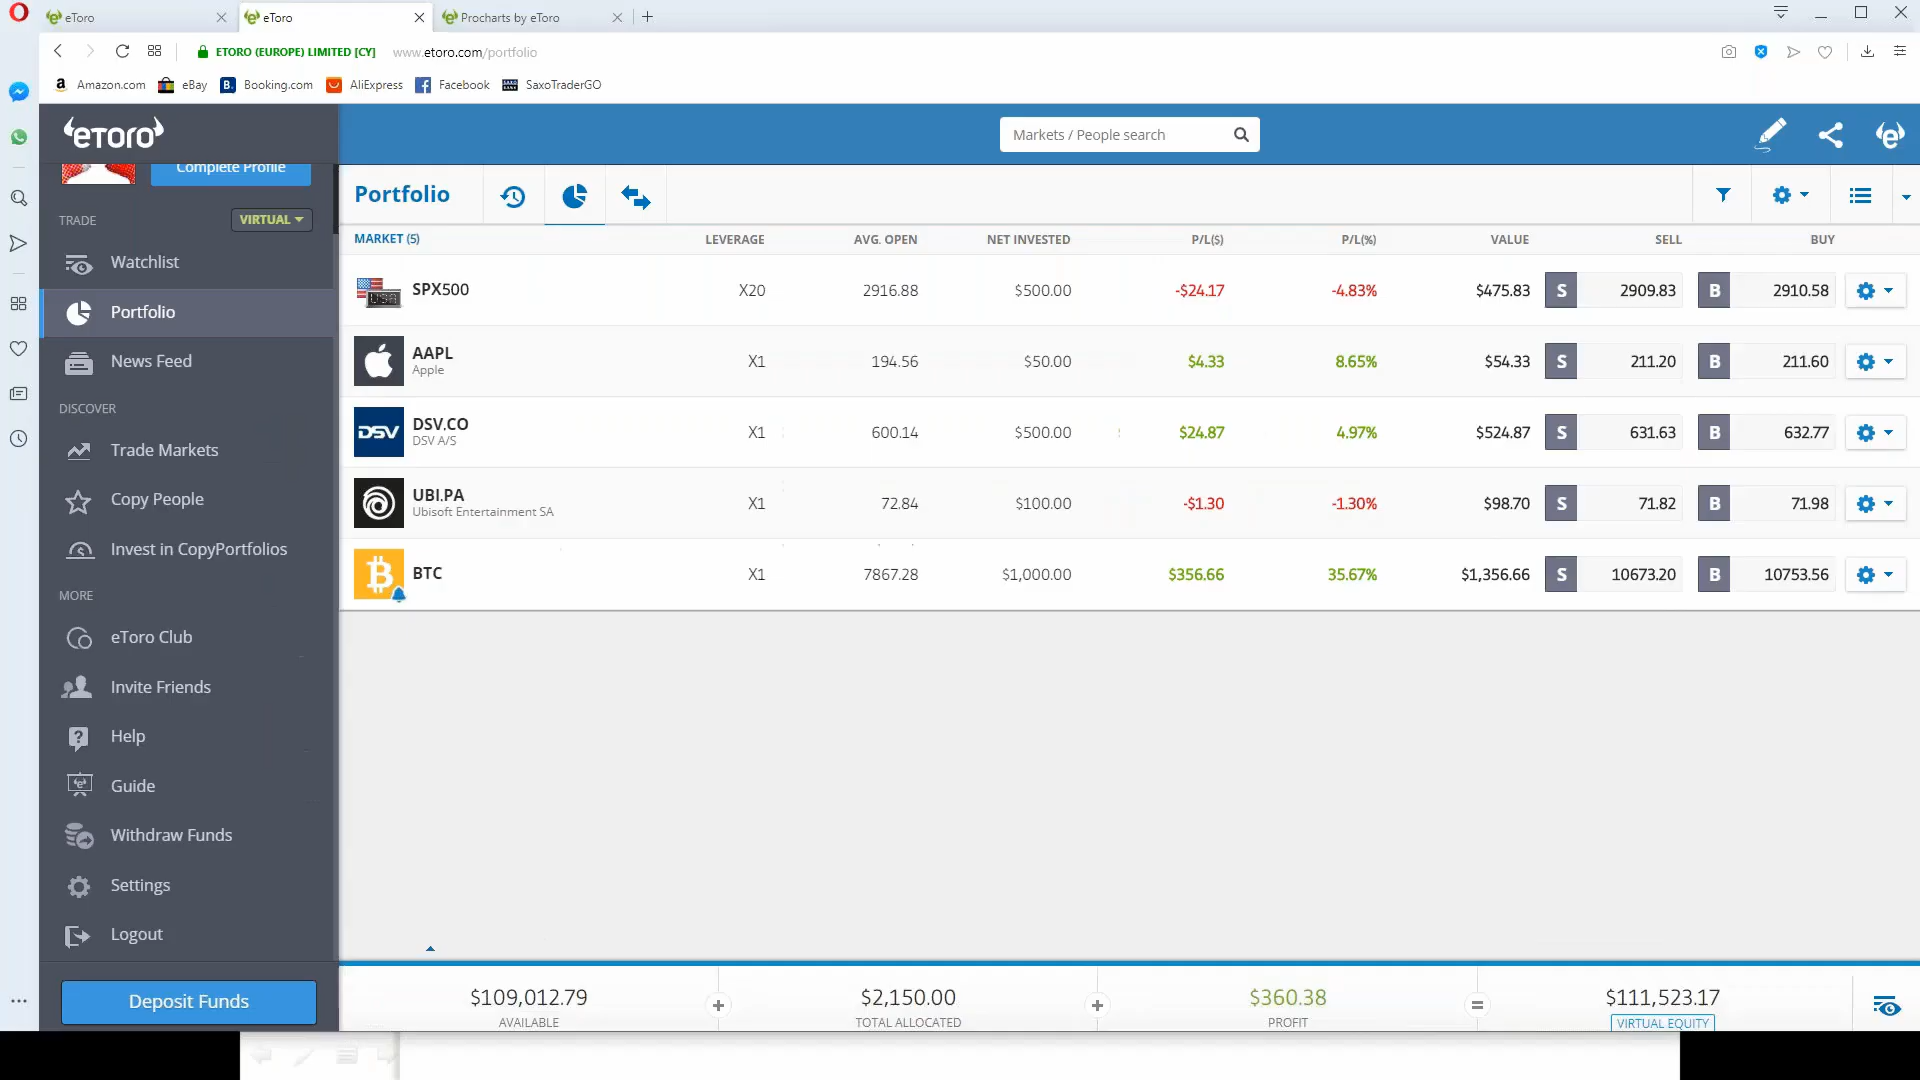 eToro
eToro
Procharts by eToro
ETORO (EUROPE) LIMITED [CY]
www.etoro.com/portfolio
Amazon.com
eBay
Booking.com
AliExpress
Facebook
SaxoTraderGO
eToro
Markets / People search
Complete Profile
TRADE
VIRTUAL
Watchlist
Portfolio
News Feed
DISCOVER
Trade Markets
Copy People
Invest in CopyPortfolios
MORE
eToro Club
Invite Friends
Help
Guide
Withdraw Funds
Settings
Logout
Deposit Funds
Portfolio
MARKET (5) LEVERAGE AVG. OPEN NET INVESTED P/L($) P/L(%) VALUE SELL BUY
USA SPX500 X20 2916.88 $500.00 -$24.17 -4.83% $475.83 S 2909.83 B 2910.58
AAPL X1 194.56 $50.00 $4.33 8.65% $54.33 S 211.20 B 211.60
Apple
DSV DSV.CO X1 600.14 $500.00 $24.87 4.97% $524.87 S 631.63 B 632.77
DSV A/S
UBI.PA X1 72.84 $100.00 -$1.30 -1.30% $98.70 S 71.82 B 71.98
Ubisoft Entertainment SA
BTC X1 7867.28 $1,000.00 $356.66 35.67% $1,356.66 S 10673.20 B 10753.56
$109,012.79 + $2,150.00 + $360.38 = $111,523.17
AVAILABLE TOTAL ALLOCATED PROFIT VIRTUAL EQUITY